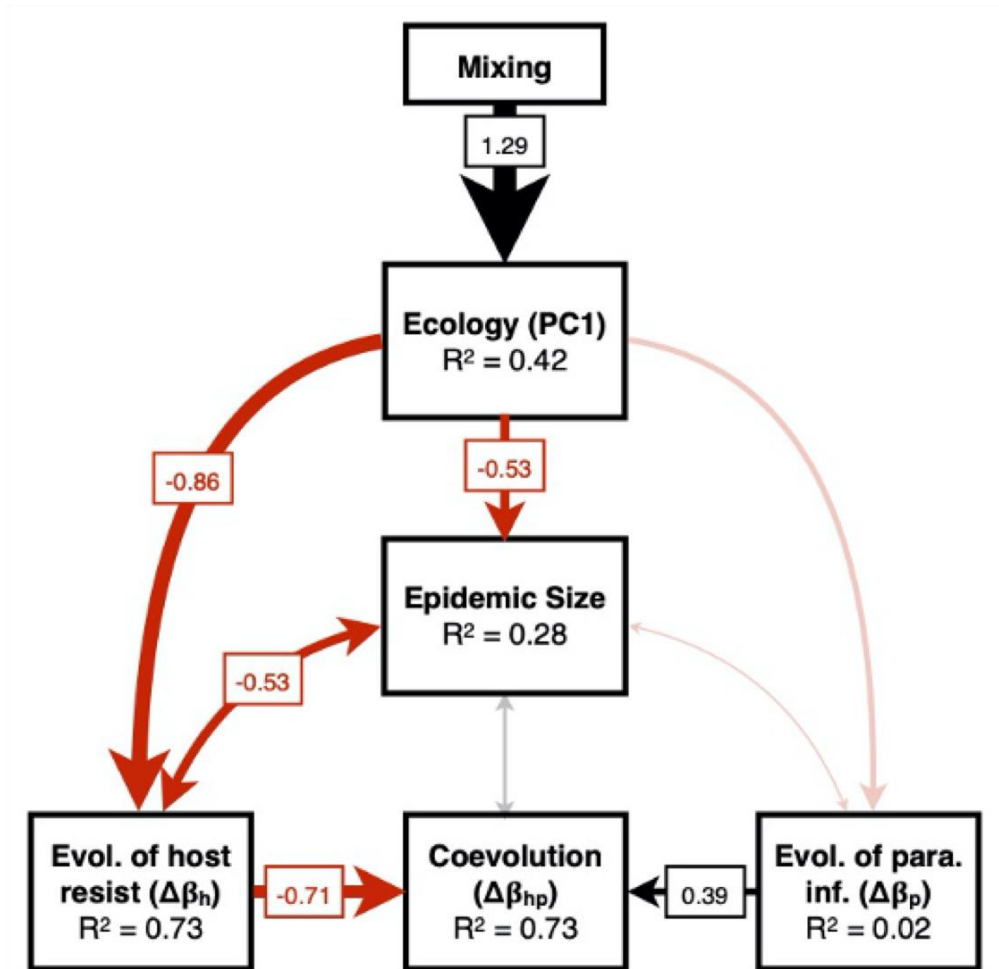 Mixing
1.29
Ecology (PC1)
R² = 0.42
-0.86
-0.53
Epidemic Size
R² = 0.28
-0.53
Evol. of host
resist (Δβₕ)
R² = 0.73
-0.71
Coevolution
(Δβₕₚ)
R² = 0.73
0.39
Evol. of para.
inf. (Δβₚ)
R² = 0.02